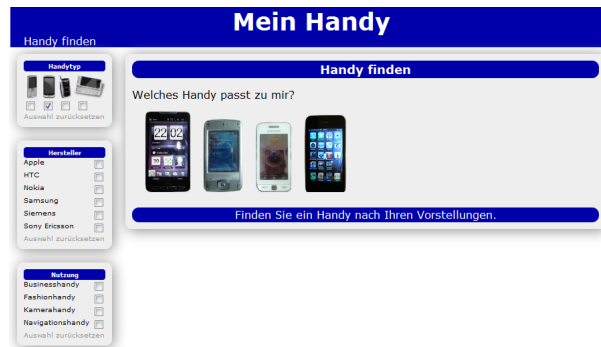 Mein Handy
Handy finden
Handytyp
Auswahl zurücksetzen
Hersteller
Apple
HTC
Nokia
Samsung
Siemens
Sony Ericsson
Auswahl zurücksetzen
Nutzung
Businesshandy
Fashionhandy
Kamerahandy
Navigationshandy
Auswahl zurücksetzen
Handy finden
Welches Handy passt zu mir?
22 02
Finden Sie ein Handy nach Ihren Vorstellungen.